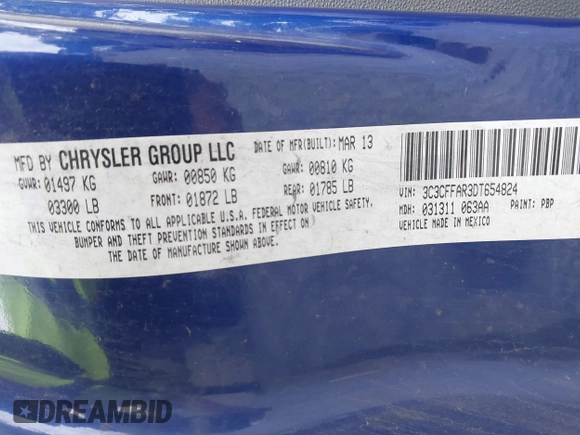 MFD BY CHRYSLER GROUP LLC
DATE OF MFR(BUILT): MAR 13
GVWR: 01497 KG
GAWR: 00850 KG
GAWR: 00810 KG
03300 LB
FRONT: 01872 LB
REAR: 01785 LB
THIS VEHICLE CONFORMS TO ALL APPLICABLE U.S.A. FEDERAL MOTOR VEHICLE SAFETY,
BUMPER AND THEFT PREVENTION STANDARDS IN EFFECT ON
THE DATE OF MANUFACTURE SHOWN ABOVE.
VIN: 3C3CFFAR3DT654824
MDH: 031311 063AA
PAINT: PBP
VEHICLE MADE IN MEXICO
DREAMBID